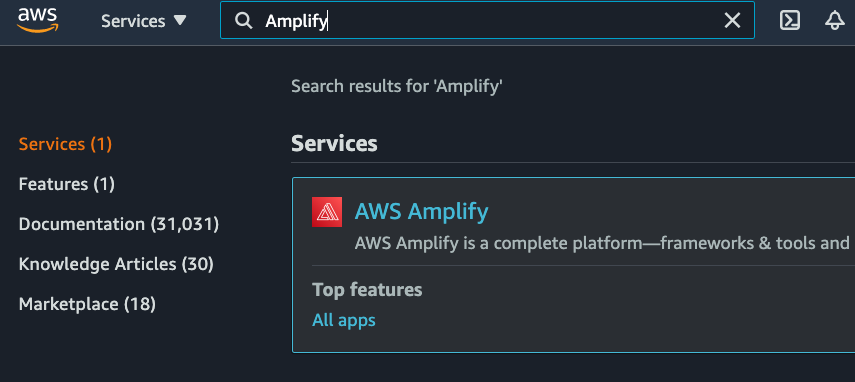 aws
Services ▼
Amplify
Search results for 'Amplify'
Services (1)
Features (1)
Documentation (31,031)
Knowledge Articles (30)
Marketplace (18)
Services
AWS Amplify
AWS Amplify is a complete platform—frameworks & tools and
Top features
All apps